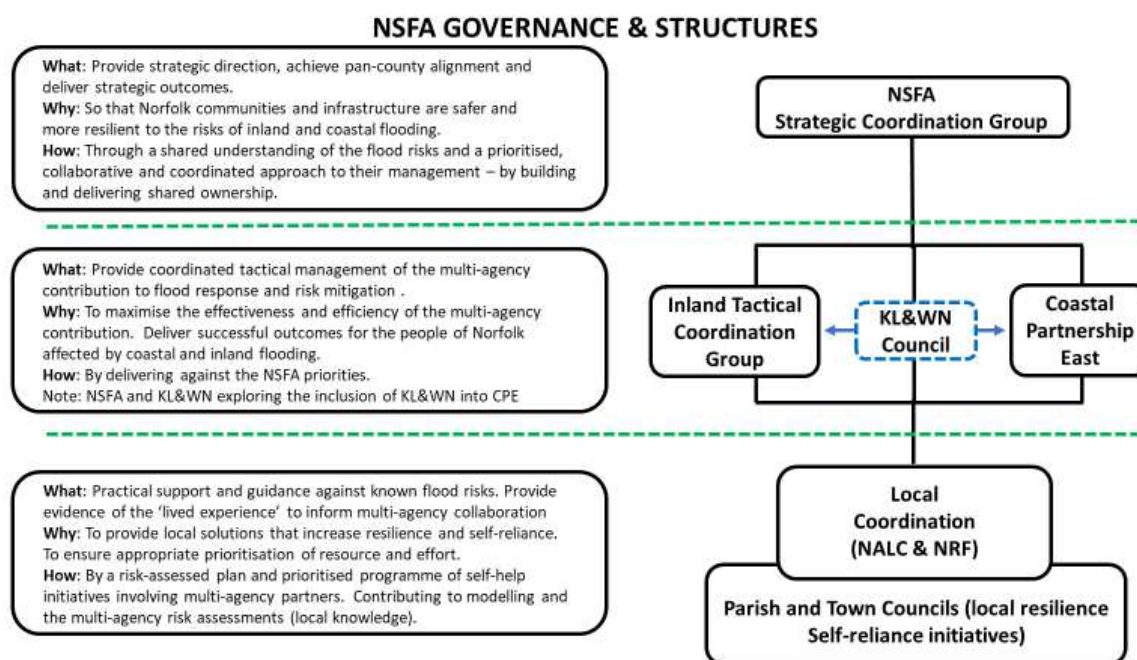 NSFA GOVERNANCE & STRUCTURES
What: Provide strategic direction, achieve pan-county alignment and
deliver strategic outcomes.
Why: So that Norfolk communities and infrastructure are safer and
more resilient to the risks of inland and coastal flooding.
How: Through a shared understanding of the flood risks and a prioritised,
collaborative and coordinated approach to their management – by building
and delivering shared ownership.
NSFA
Strategic Coordination Group
What: Provide coordinated tactical management of the multi-agency
contribution to flood response and risk mitigation .
Why: To maximise the effectiveness and efficiency of the multi-agency
contribution. Deliver successful outcomes for the people of Norfolk
affected by coastal and inland flooding.
How: By delivering against the NSFA priorities.
Note: NSFA and KL&WN exploring the inclusion of KL&WN into CPE
Inland Tactical
Coordination
Group
KL&WN
Council
Coastal
Partnership
East
What: Practical support and guidance against known flood risks. Provide
evidence of the ‘lived experience’ to inform multi-agency collaboration
Why: To provide local solutions that increase resilience and self-reliance.
To ensure appropriate prioritisation of resource and effort.
How: By a risk-assessed plan and prioritised programme of self-help
initiatives involving multi-agency partners. Contributing to modelling and
the multi-agency risk assessments (local knowledge).
Local
Coordination
(NALC & NRF)
Parish and Town Councils (local resilience
Self-reliance initiatives)